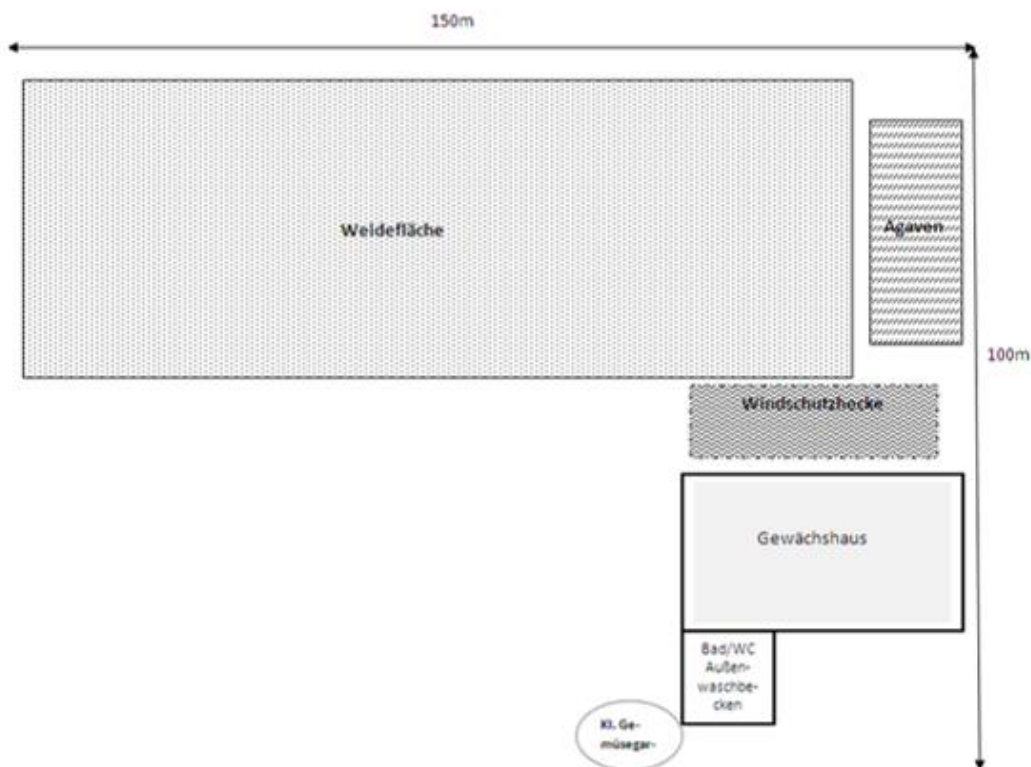 150m
Weidefläche
Agaven
100m
Windschutzhecke
Gewächshaus
Bad/WC
Außen-
waschbe-
cken
Kl. Ge-
müsegar-